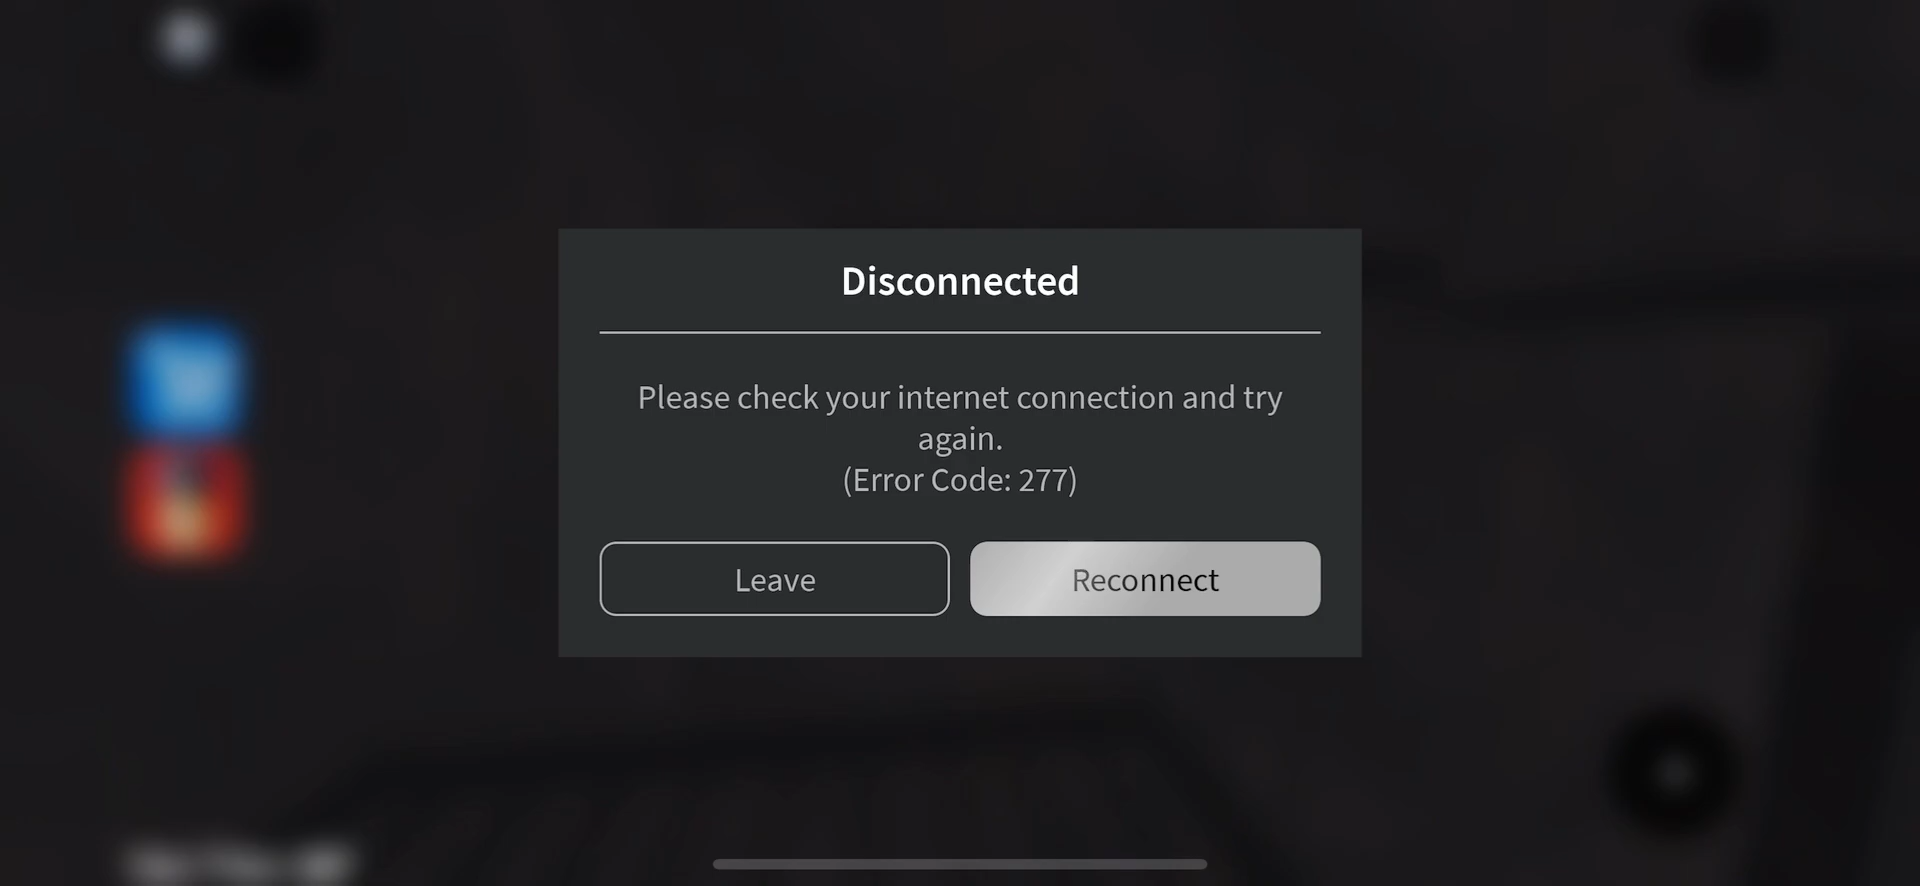 Disconnected
Please check your internet connection and try
again.
(Error Code: 277)
Leave
Reconnect